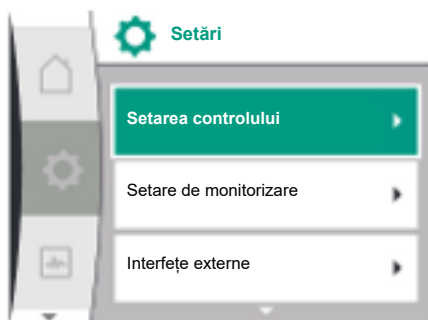 Setări
Setarea controlului
Setare de monitorizare
Interfețe externe